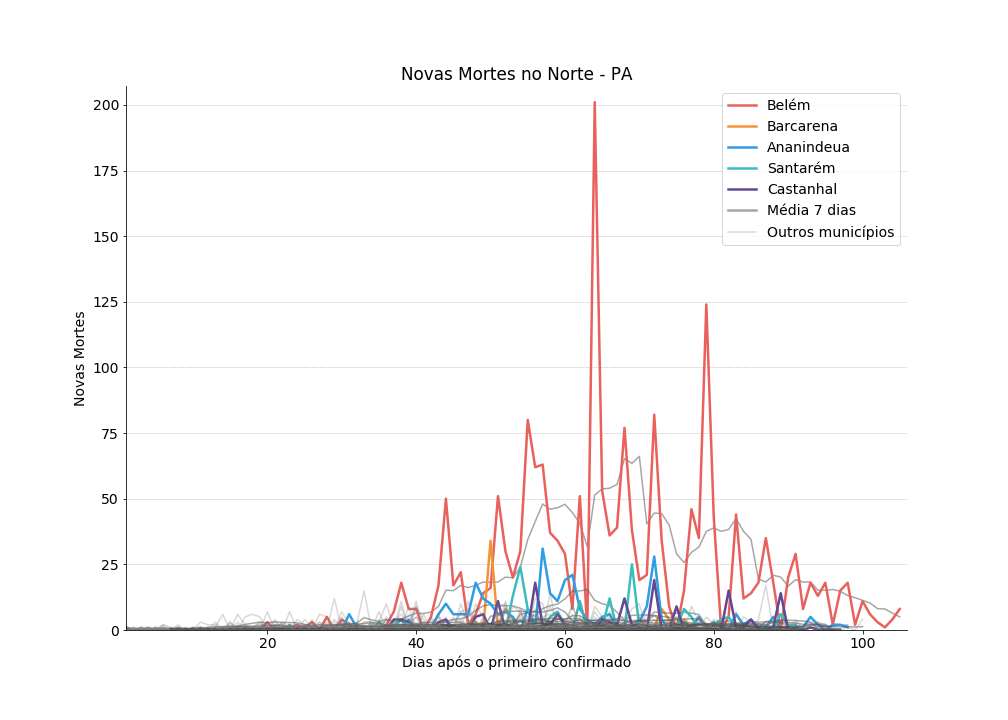 Novas Mortes no Norte - PA
Novas Mortes
200
175
150
125
100
75
50
25
0
20
40
60
80
100
Dias após o primeiro confirmado
Belém
Barcarena
Ananindeua
Santarém
Castanhal
Média 7 dias
Outros municípios